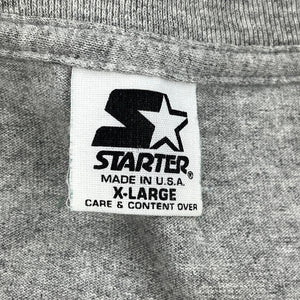 STARTER®
MADE IN U.S.A.
X-LARGE
CARE & CONTENT OVER